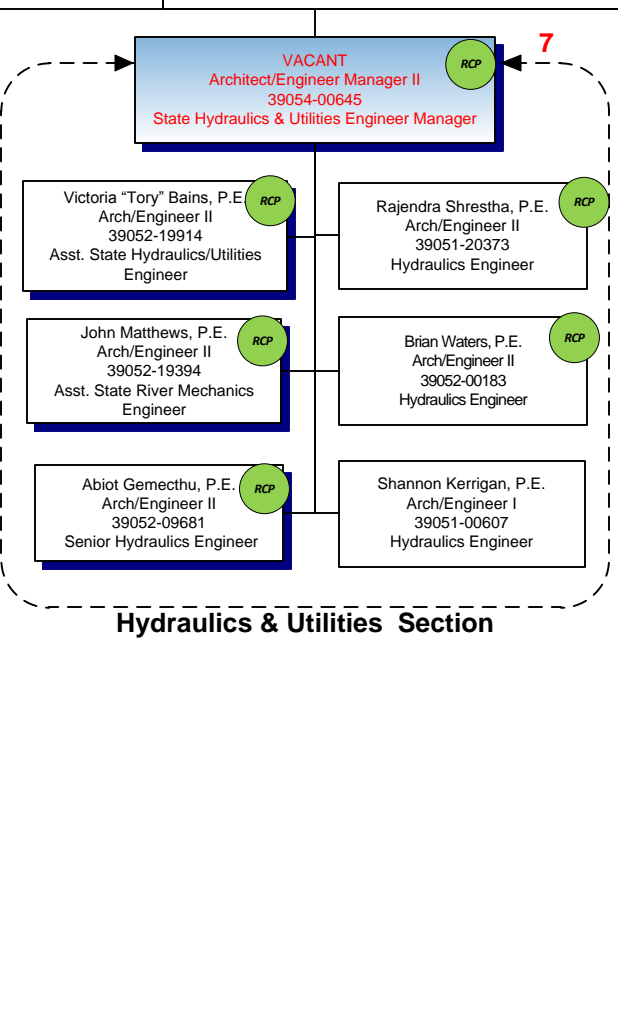 7
VACANT
Architect/Engineer Manager II
39054-00645
State Hydraulics & Utilities Engineer Manager
RCP
Victoria “Tory” Bains, P.E.
Arch/Engineer II
39052-19914
Asst. State Hydraulics/Utilities
Engineer
RCP
Rajendra Shrestha, P.E.
Arch/Engineer II
39051-20373
Hydraulics Engineer
RCP
John Matthews, P.E.
Arch/Engineer II
39052-19394
Asst. State River Mechanics
Engineer
RCP
Brian Waters, P.E.
Arch/Engineer II
39052-00183
Hydraulics Engineer
RCP
Abiot Gemecthu, P.E.
Arch/Engineer II
39052-09681
Senior Hydraulics Engineer
RCP
Shannon Kerrigan, P.E.
Arch/Engineer I
39051-00607
Hydraulics Engineer
Hydraulics & Utilities Section